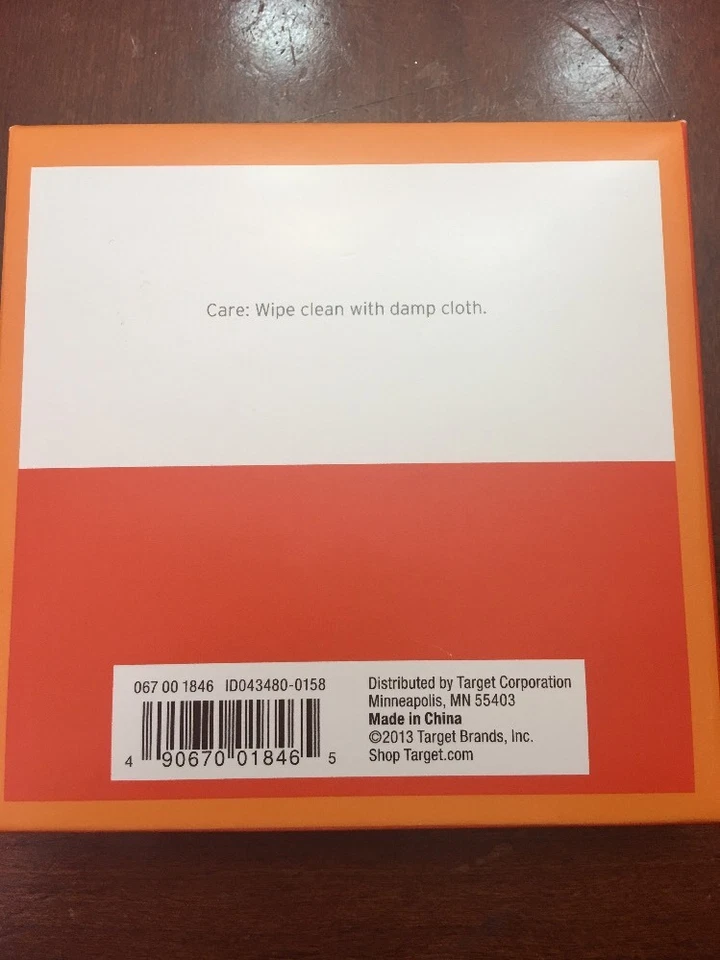 Care: Wipe clean with damp cloth.
067 00 1846 ID043480-0158
4 90670 01846 5
Distributed by Target Corporation
Minneapolis, MN 55403
Made in China
©2013 Target Brands, Inc.
Shop Target.com